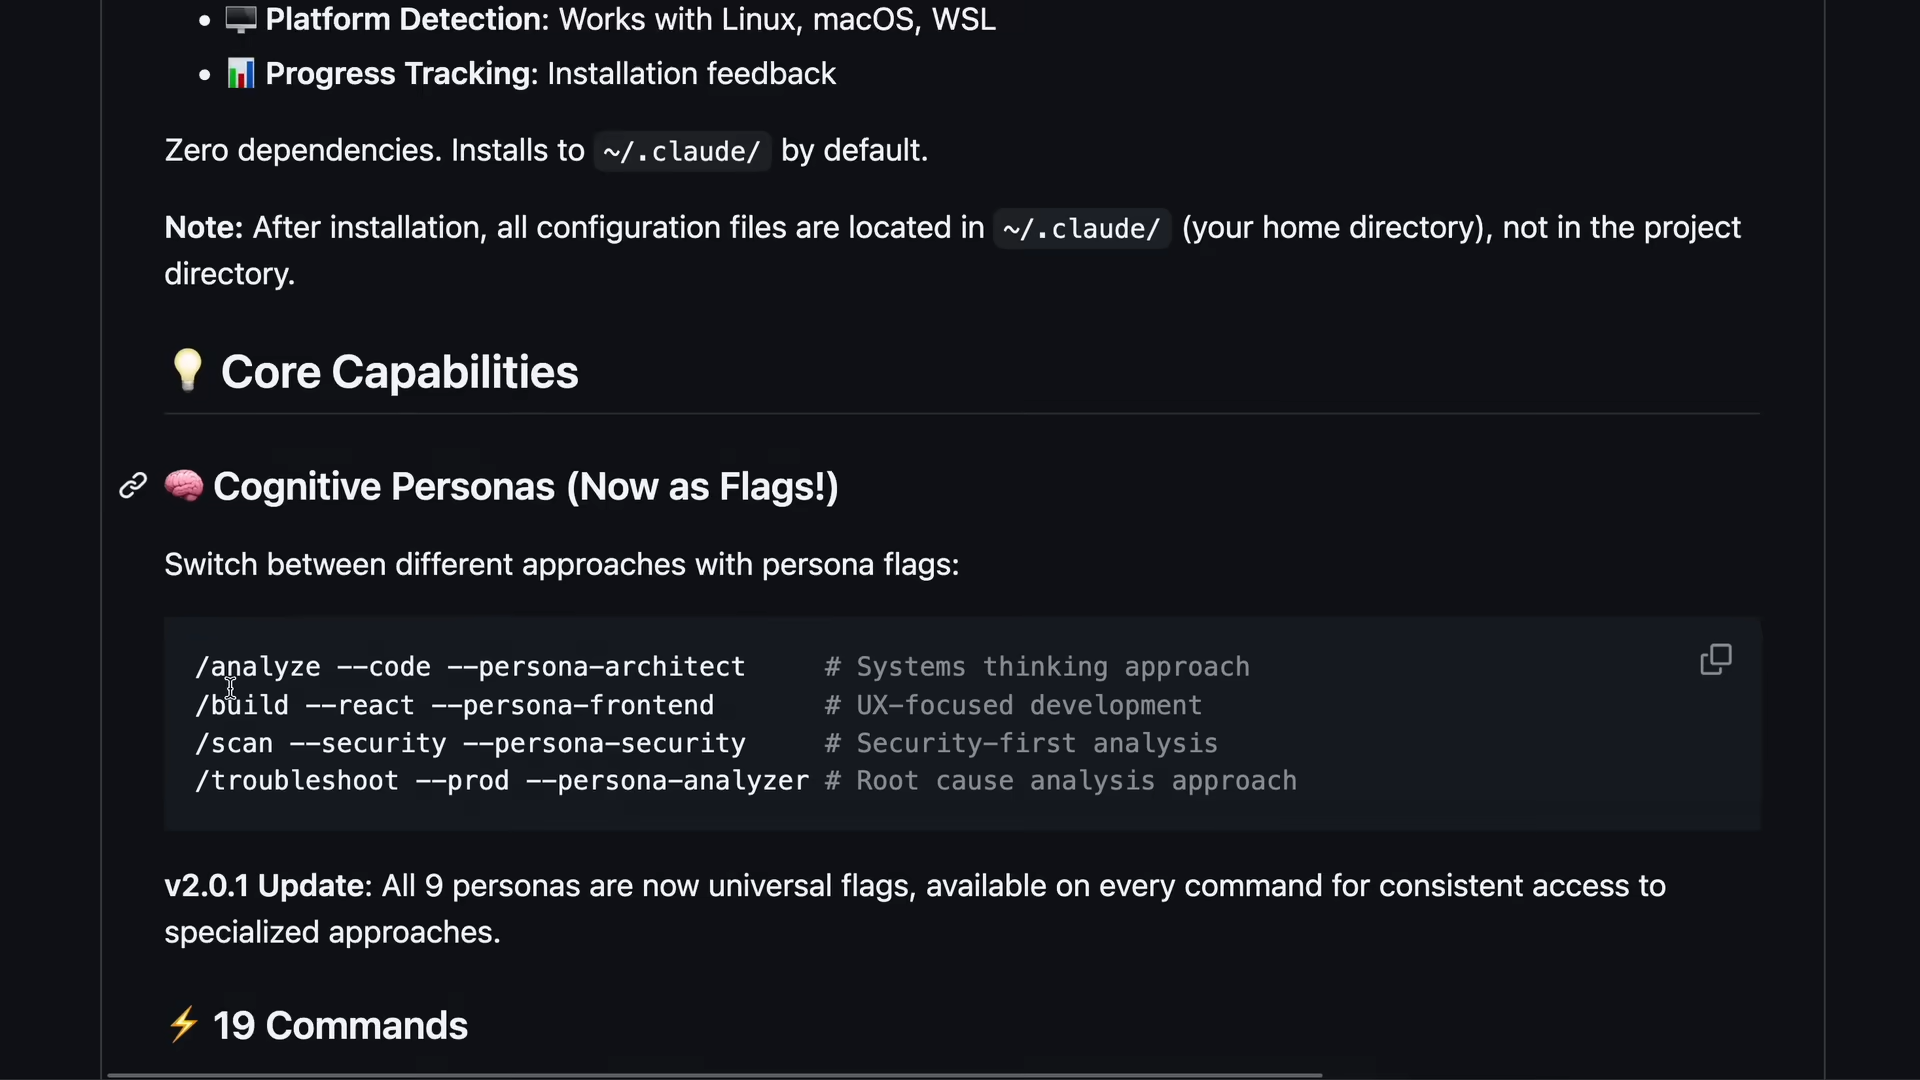 🖥️ Platform Detection: Works with Linux, macOS, WSL
📊 Progress Tracking: Installation feedback
Zero dependencies. Installs to ~/.claude/ by default.
Note: After installation, all configuration files are located in ~/.claude/ (your home directory), not in the project
directory.
💡 Core Capabilities
🧠 Cognitive Personas (Now as Flags!)
Switch between different approaches with persona flags:
/analyze --code --persona-architect     # Systems thinking approach
/build --react --persona-frontend       # UX-focused development
/scan --security --persona-security     # Security-first analysis
/troubleshoot --prod --persona-analyzer # Root cause analysis approach
v2.0.1 Update: All 9 personas are now universal flags, available on every command for consistent access to
specialized approaches.
⚡ 19 Commands